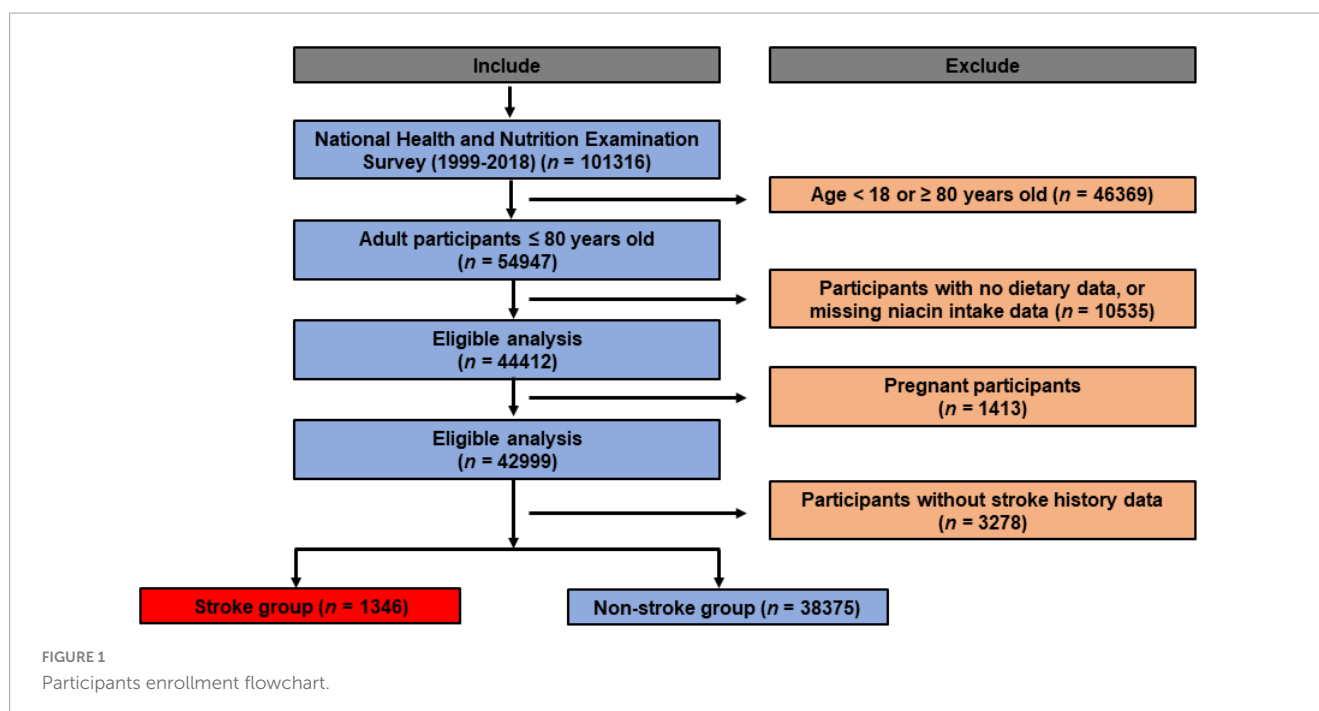 Include
Exclude
National Health and Nutrition Examination
Survey (1999-2018) (n = 101316)
Age < 18 or ≥ 80 years old (n = 46369)
Adult participants ≤ 80 years old
(n = 54947)
Participants with no dietary data, or
missing niacin intake data (n = 10535)
Eligible analysis
(n = 44412)
Pregnant participants
(n = 1413)
Eligible analysis
(n = 42999)
Participants without stroke history data
(n = 3278)
Stroke group (n = 1346)
Non-stroke group (n = 38375)
FIGURE 1
Participants enrollment flowchart.